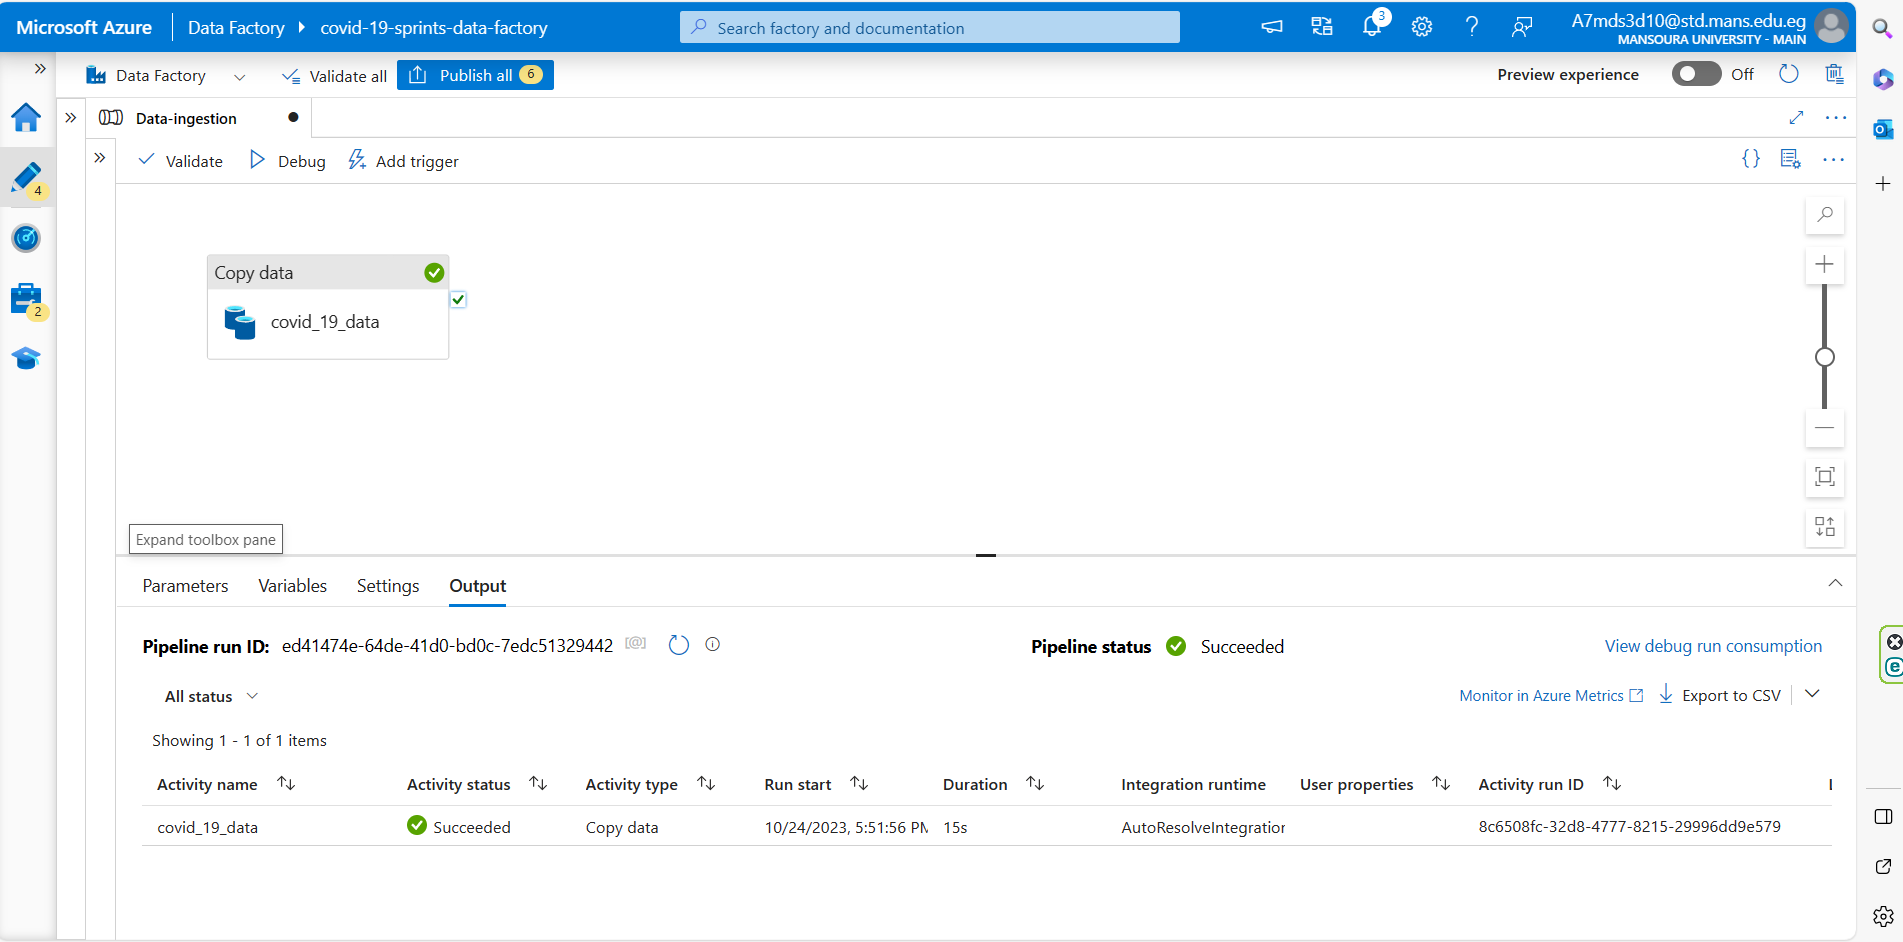 Microsoft Azure Data Factory covid-19-sprints-data-factory Search factory and documentation 3 A7mds3d10@std.mans.edu.eg
MANSOURA UNIVERSITY - MAIN
Data Factory Validate all Publish all 6 Preview experience Off
Data-ingestion
Validate Debug Add trigger
4
2
Copy data
covid_19_data
Expand toolbox pane
Parameters Variables Settings Output
Pipeline run ID: ed41474e-64de-41d0-bd0c-7edc51329442 [@] Pipeline status Succeeded View debug run consumption
All status Monitor in Azure Metrics Export to CSV
Showing 1 - 1 of 1 items
Activity name Activity status Activity type Run start Duration Integration runtime User properties Activity run ID
covid_19_data Succeeded Copy data 10/24/2023, 5:51:56 PM 15s AutoResolveIntegration 8c6508fc-32d8-4777-8215-29996dd9e579